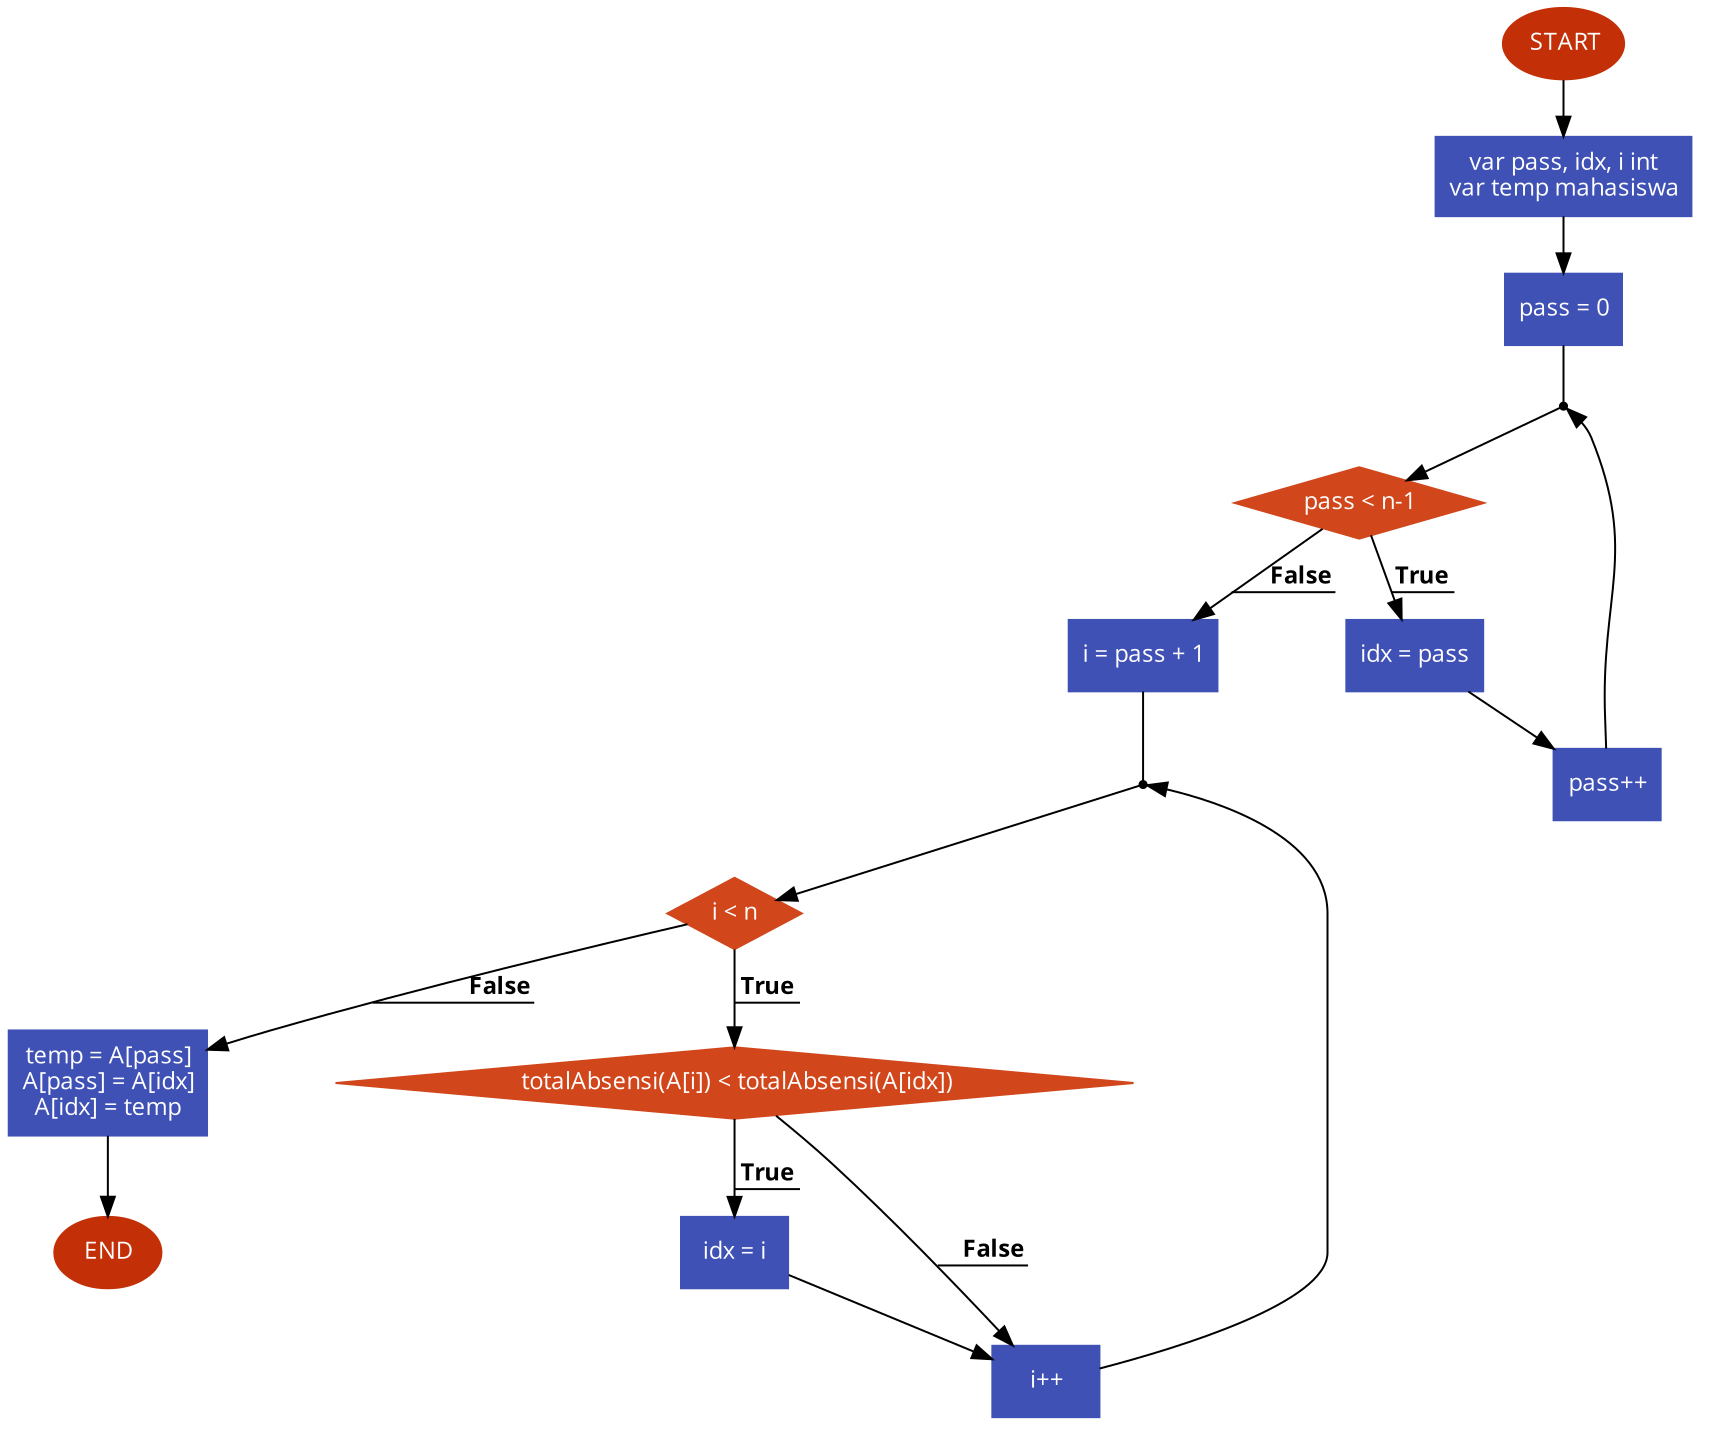 START
var pass, idx, i int
var temp mahasiswa
pass = 0
pass < n-1
False
True
i = pass + 1
idx = pass
pass++
i < n
False
True
temp = A[pass]
A[pass] = A[idx]
A[idx] = temp
totalAbsensi(A[i]) < totalAbsensi(A[idx])
True
False
END
idx = i
i++